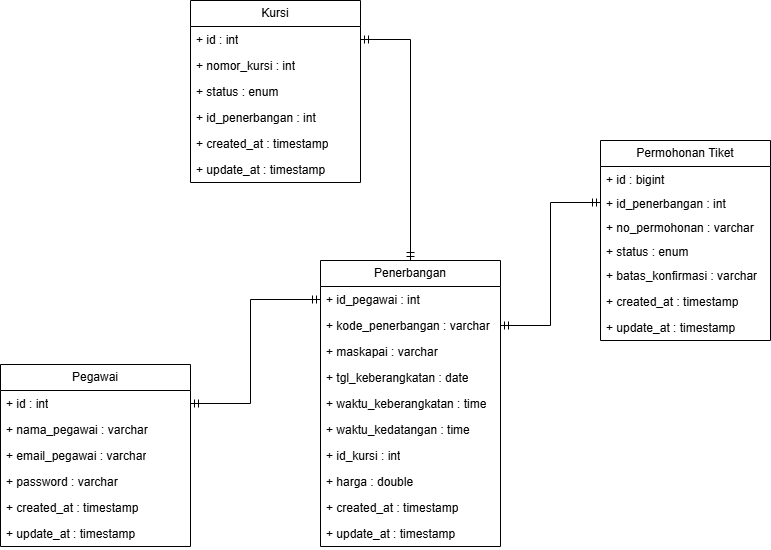 Kursi
+ id : int
+ nomor_kursi : int
+ status : enum
+ id_penerbangan : int
+ created_at : timestamp
+ update_at : timestamp
Permohonan Tiket
+ id : bigint
+ id_penerbangan : int
+ no_permohonan : varchar
+ status : enum
+ batas_konfirmasi : varchar
+ created_at : timestamp
+ update_at : timestamp
Penerbangan
+ id_pegawai : int
+ kode_penerbangan : varchar
+ maskapai : varchar
+ tgl_keberangkatan : date
+ waktu_keberangkatan : time
+ waktu_kedatangan : time
+ id_kursi : int
+ harga : double
+ created_at : timestamp
+ update_at : timestamp
Pegawai
+ id : int
+ nama_pegawai : varchar
+ email_pegawai : varchar
+ password : varchar
+ created_at : timestamp
+ update_at : timestamp